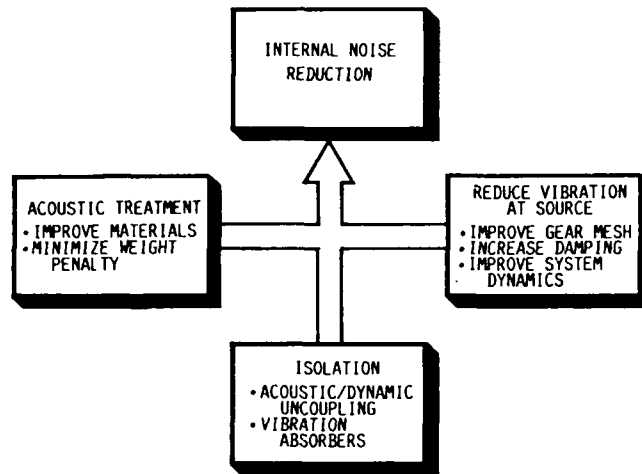 INTERNAL NOISE
REDUCTION
ACOUSTIC TREATMENT
• IMPROVE MATERIALS
• MINIMIZE WEIGHT
PENALTY
REDUCE VIBRATION
AT SOURCE
• IMPROVE GEAR MESH
• INCREASE DAMPING
• IMPROVE SYSTEM
DYNAMICS
ISOLATION
• ACOUSTIC/DYNAMIC
UNCOUPLING
• VIBRATION
ABSORBERS